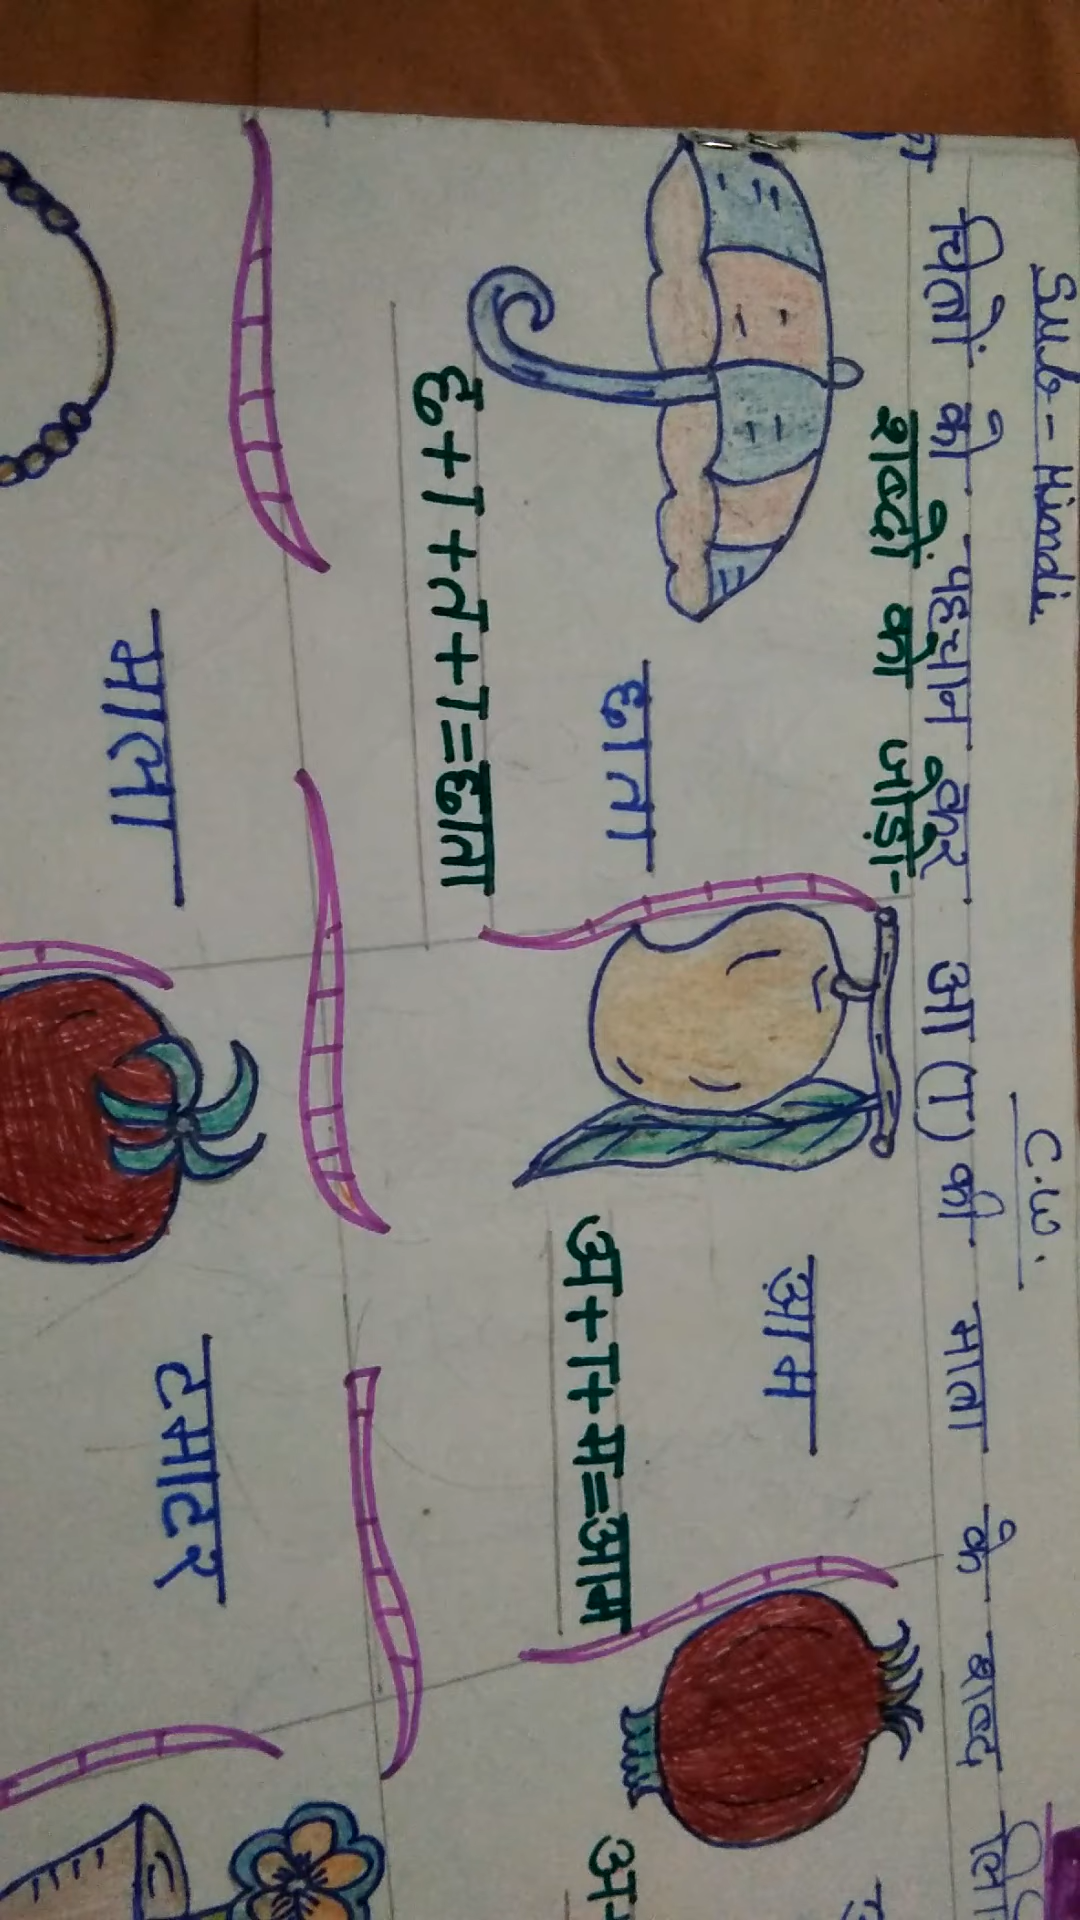 Sub-Hindi C.W.
चित्रों को पहचान कर आ (ा) की मात्रा के शब्द
शब्दों को जोड़ो-
छाता आम
छ+ा+त+ा=छाता अ+ा+म=आम
माला टमाटर